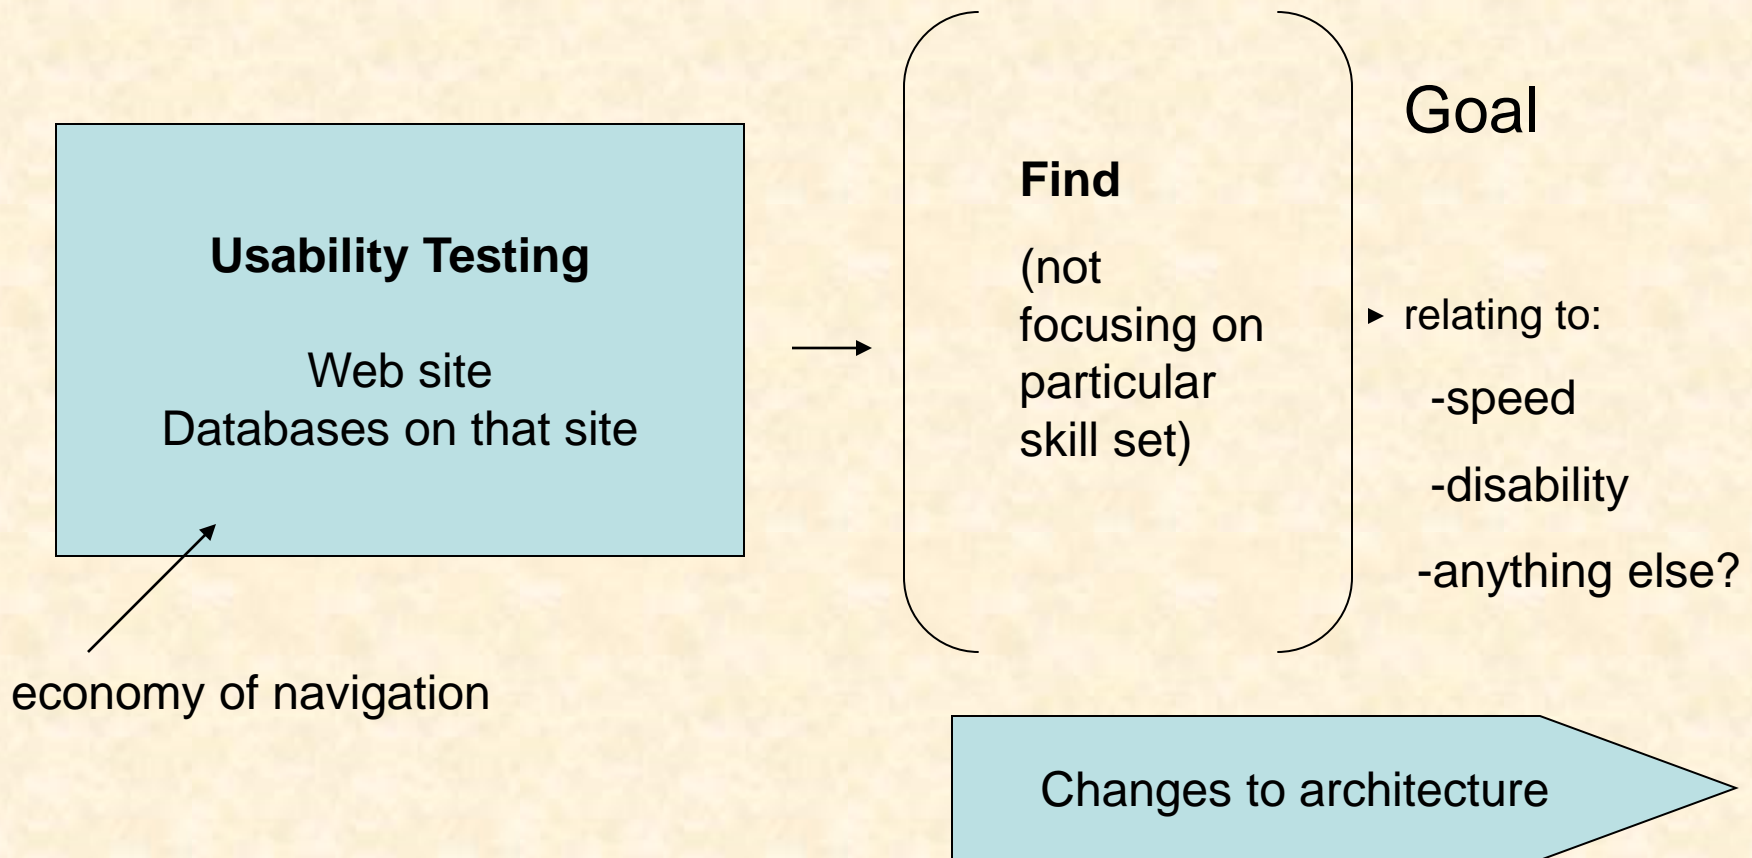 Usability Testing
Web site
Databases on that site
economy of navigation
Find
(not
focusing on
particular
skill set)
Goal
relating to:
-speed
-disability
-anything else?
Changes to architecture